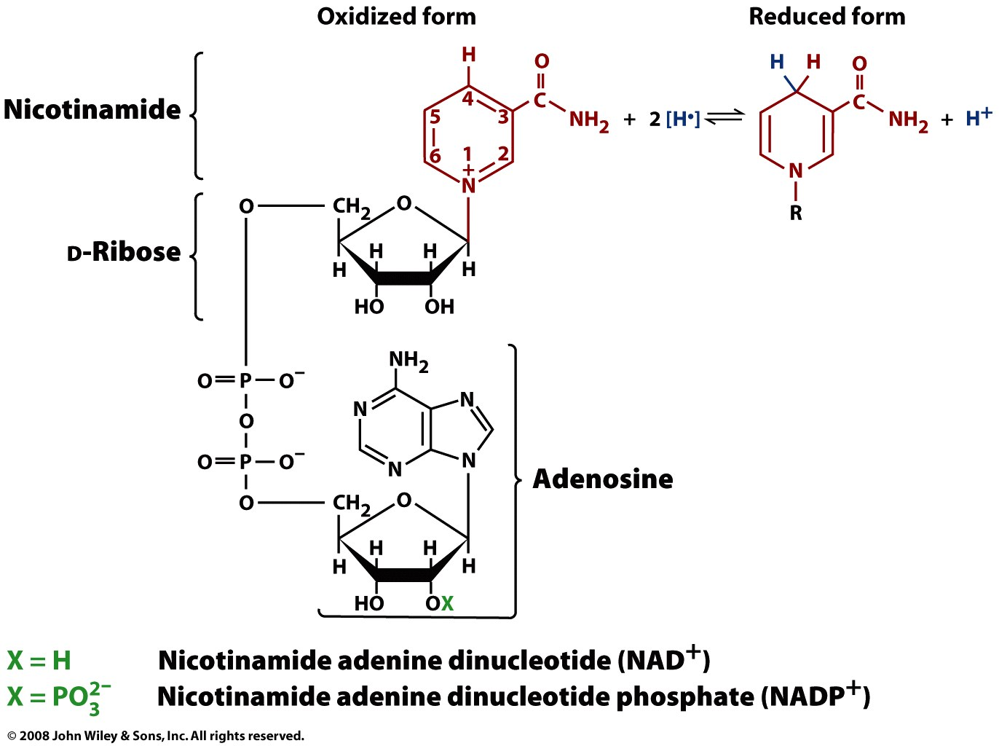 Oxidized form
Reduced form
Nicotinamide
H
4
5
3
6
1
2
+
N
C
O
NH2
+ 2 [H•]
H H
C
O
NH2
N
R
+ H+
D-Ribose
O
CH2
O
H H
H H
HO OH
O=P—O−
O
O=P—O−
O
NH2
N N
N N
Adenosine
CH2
O
H H
H H
HO OX
X = H Nicotinamide adenine dinucleotide (NAD+)
X = PO3 2− Nicotinamide adenine dinucleotide phosphate (NADP+)
© 2008 John Wiley & Sons, Inc. All rights reserved.